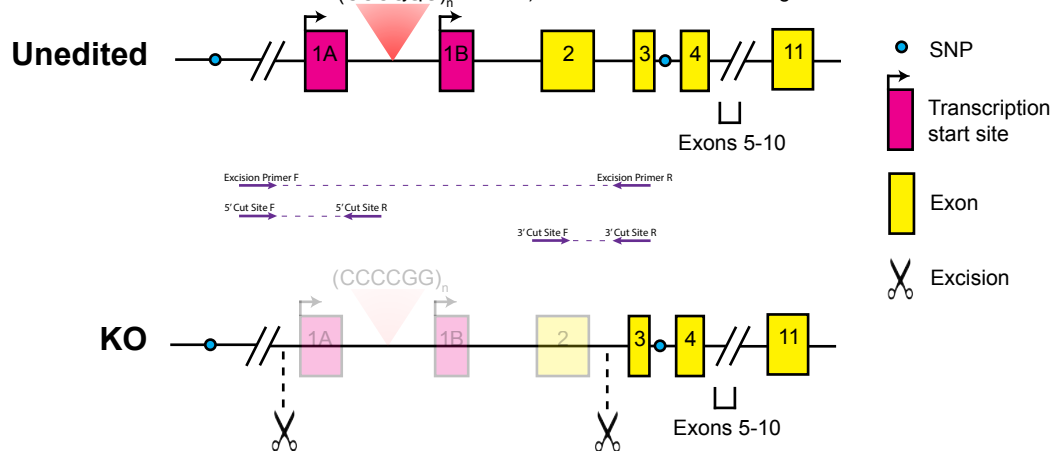 Unedited
1A
1B
2
3
4
11
Exons 5-10
SNP
Transcription
start site
Exon
Excision
Excision Primer F
Excision Primer R
5' Cut Site F
5' Cut Site R
3' Cut Site F
3' Cut Site R
(CCCCGG)n
KO
1A
1B
2
3
4
11
Exons 5-10